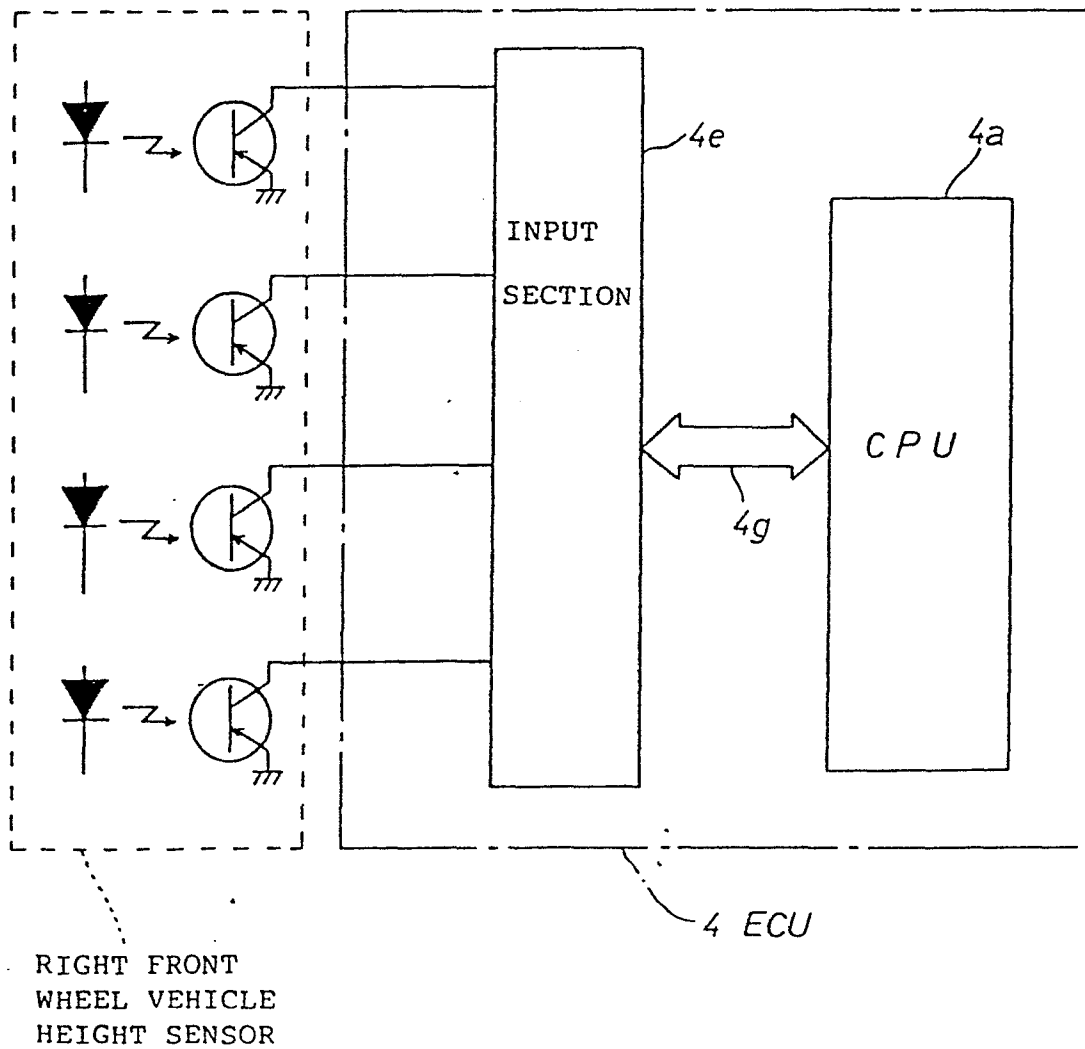 4e
4a
INPUT
SECTION
CPU
4g
4 ECU
RIGHT FRONT
WHEEL VEHICLE
HEIGHT SENSOR